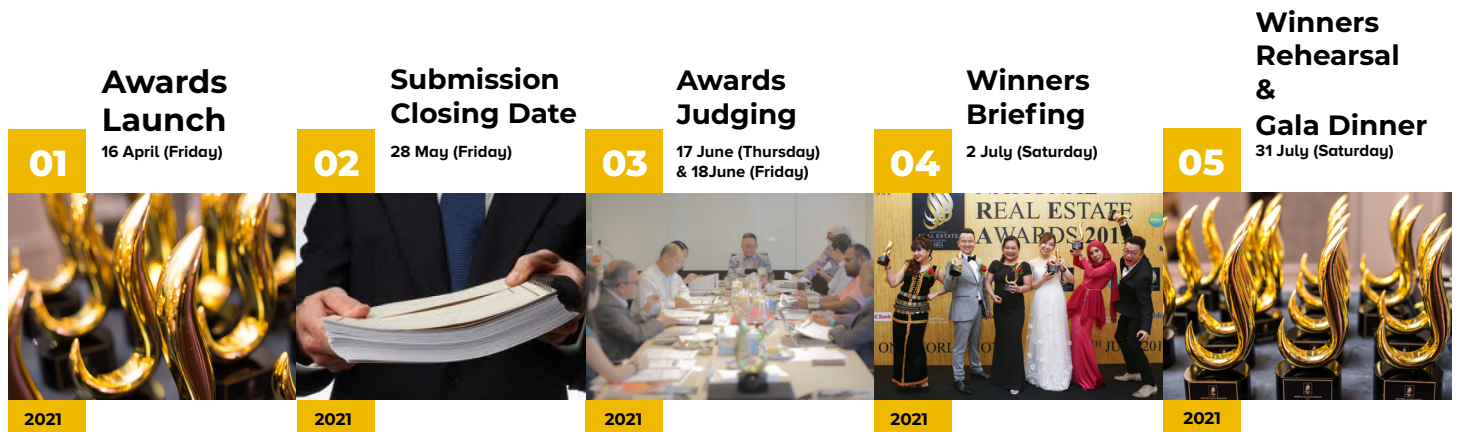 01
Awards
Launch
16 April (Friday)
2021
02
Submission
Closing Date
28 May (Friday)
2021
03
Awards
Judging
17 June (Thursday)
& 18June (Friday)
2021
04
Winners
Briefing
2 July (Saturday)
REAL ESTATE
AWARDS 201
2021
05
Winners
Rehearsal
&
Gala Dinner
31 July (Saturday)
2021